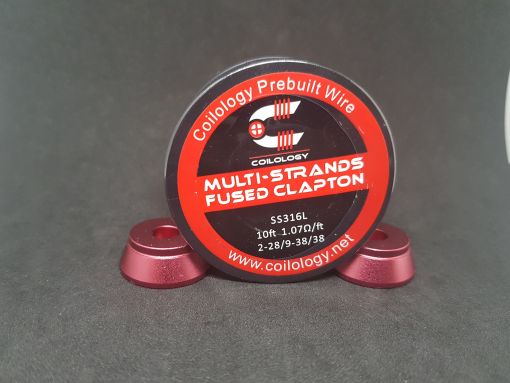 Coilology Prebuilt Wire
COILOLOGY
MULTI-STRANDS
FUSED CLAPTON
SS316L
10ft 1.07Ω/ft
2-28/9-38/38
www.coilology.net